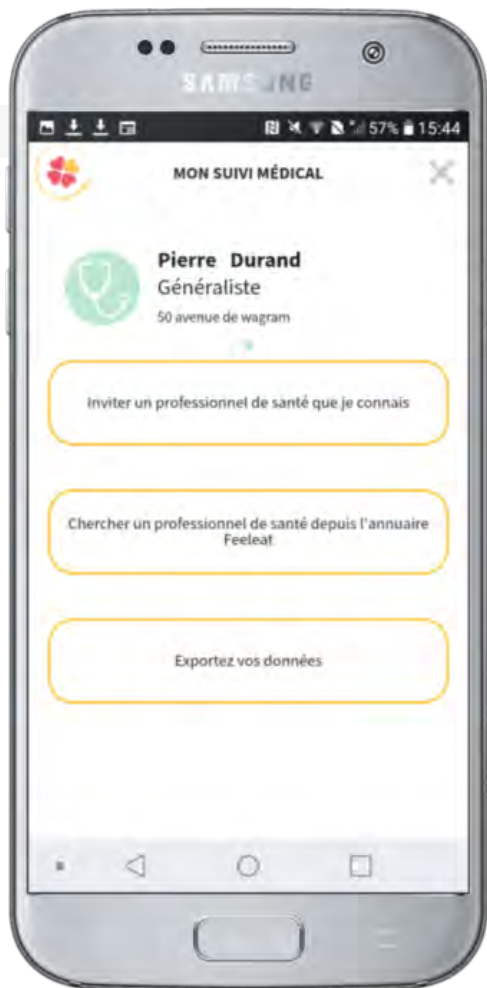 SAMSUNG
57% 15:44
MON SUIVI MÉDICAL
Pierre Durand
Généraliste
50 avenue de wagram
Inviter un professionnel de santé que je connais
Chercher un professionnel de santé depuis l'annuaire
Feeleat
Exportez vos données